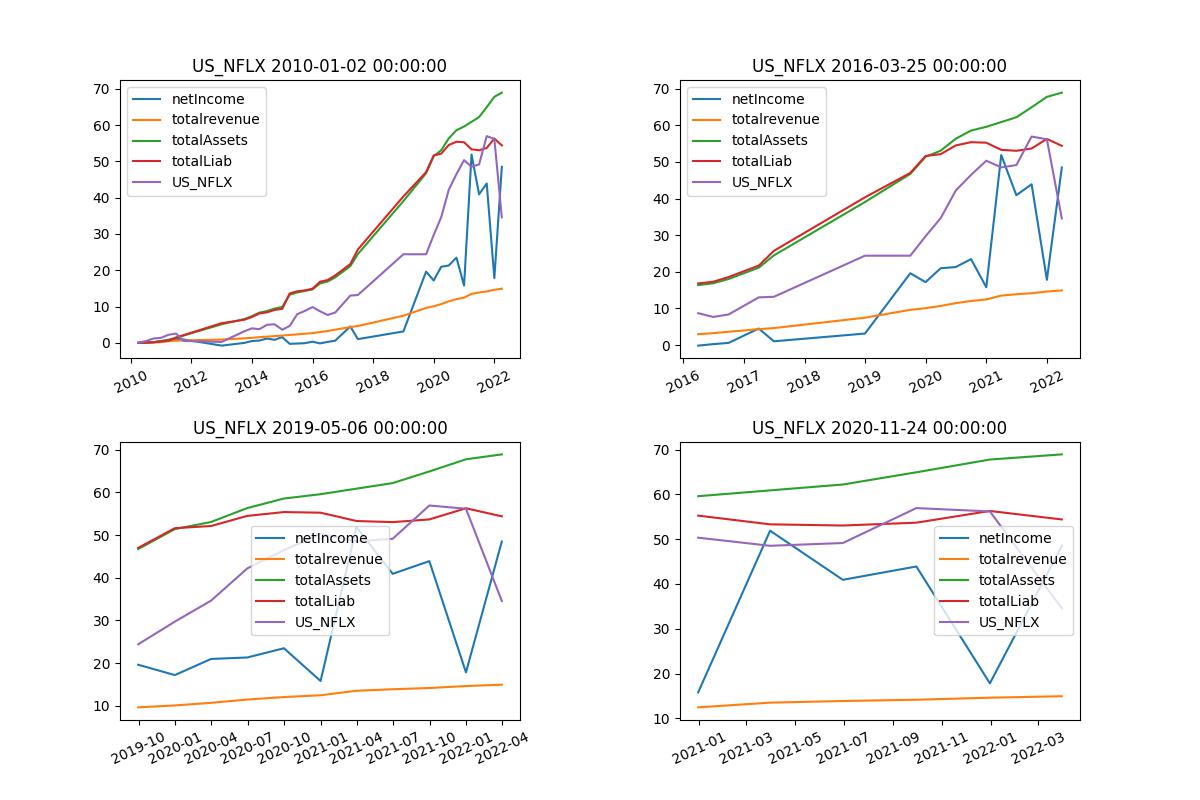 US_NFLX 2010-01-02 00:00:00
70
60
50
40
30
20
10
0
netIncome
totalrevenue
totalAssets
totalLiab
US_NFLX
2010 2012 2014 2016 2018 2020 2022
US_NFLX 2016-03-25 00:00:00
70
60
50
40
30
20
10
0
netIncome
totalrevenue
totalAssets
totalLiab
US_NFLX
2016 2017 2018 2019 2020 2021 2022
US_NFLX 2019-05-06 00:00:00
70
60
50
40
30
20
10
netIncome
totalrevenue
totalAssets
totalLiab
US_NFLX
2019-10 2020-01 2020-04 2020-07 2020-10 2021-01 2021-04 2021-07 2021-10 2022-01 2022-04
US_NFLX 2020-11-24 00:00:00
70
60
50
40
30
20
10
netIncome
totalrevenue
totalAssets
totalLiab
US_NFLX
2021-01 2021-03 2021-05 2021-07 2021-09 2021-11 2022-01 2022-03